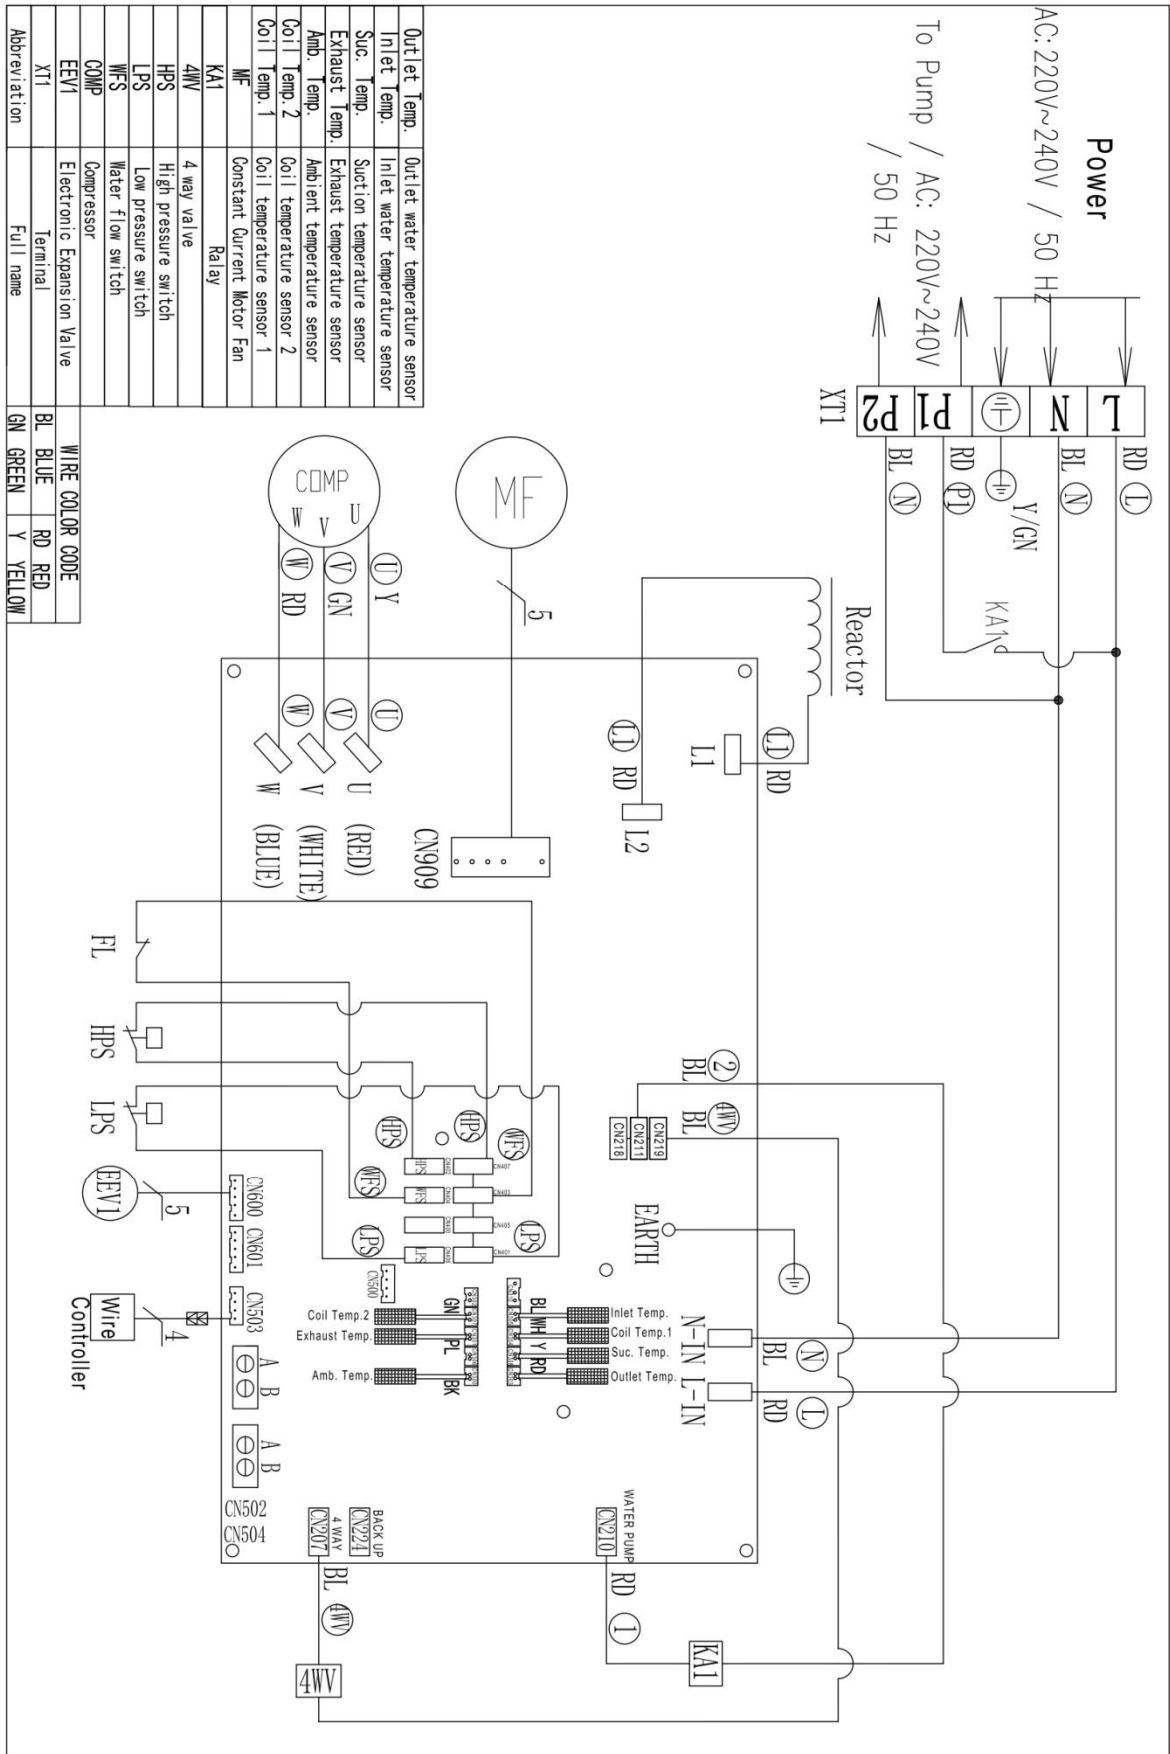 Power
AC:220V~240V / 50 Hz
To Pump / AC: 220V~240V
/ 50 Hz
XT1
L
N
P1
P2
RD L
BL N
Y/GN
RD P1
BL N
KA1
Reactor
L1 RD
L1
L1 RD
L2
MF
5
CN909
COMP
U
V
W
U Y
V GN
W RD
U
V
W
U (RED)
V (WHITE)
W (BLUE)
FL
HPS
LPS
EEV1
5
Wire
Controller
4
2
BL
4WV
BL
CN219
CN211
CN218
EARTH
HPS
WFS
HPS
WFS
LPS
LPS
CN407
CN403
CN405
CN401
HPS
WFS
LPS
CN500
CN600
CN601
CN503
A B
A B
CN502
CN504
Inlet Temp.
Coil Temp.1
Suc. Temp.
Outlet Temp.
BL WH Y RD
Coil Temp.2
Exhaust Temp.
Amb. Temp.
GN PL BK
N-IN
BL N
L-IN
RD L
WATER PUMP
CN210
RD 1
KA1
BACK UP
CN224
4 WAY
CN207
BL 4WV
4WV
Outlet Temp. Outlet water temperature sensor
Inlet Temp. Inlet water temperature sensor
Suc. Temp. Suction temperature sensor
Exhaust Temp. Exhaust temperature sensor
Amb. Temp. Ambient temperature sensor
Coil Temp. 2 Coil temperature sensor 2
Coil Temp. 1 Coil temperature sensor 1
MF Constant Current Motor Fan
KA1 Ralay
4WV 4 way valve
HPS High pressure switch
LPS Low pressure switch
WFS Water flow switch
COMP Compressor
EEV1 Electronic Expansion Valve
XT1 Terminal
Abbreviation Full name
WIRE COLOR CODE
BL BLUE RD RED
GN GREEN Y YELLOW